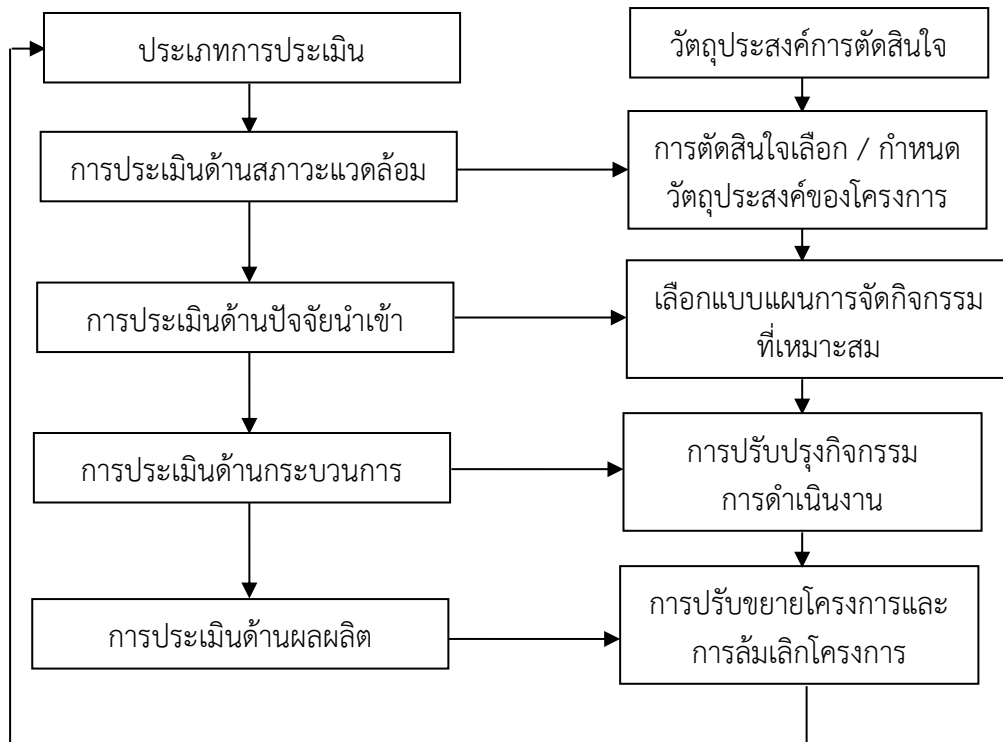 ประเภทการประเมิน
วัตถุประสงค์การตัดสินใจ
การประเมินด้านสภาวะแวดล้อม
การตัดสินใจเลือก / กำหนด
วัตถุประสงค์ของโครงการ
การประเมินด้านปัจจัยนำเข้า
เลือกแบบแผนการจัดกิจกรรม
ที่เหมาะสม
การประเมินด้านกระบวนการ
การปรับปรุงกิจกรรม
การดำเนินงาน
การประเมินด้านผลผลิต
การปรับขยายโครงการและ
การล้มเลิกโครงการ